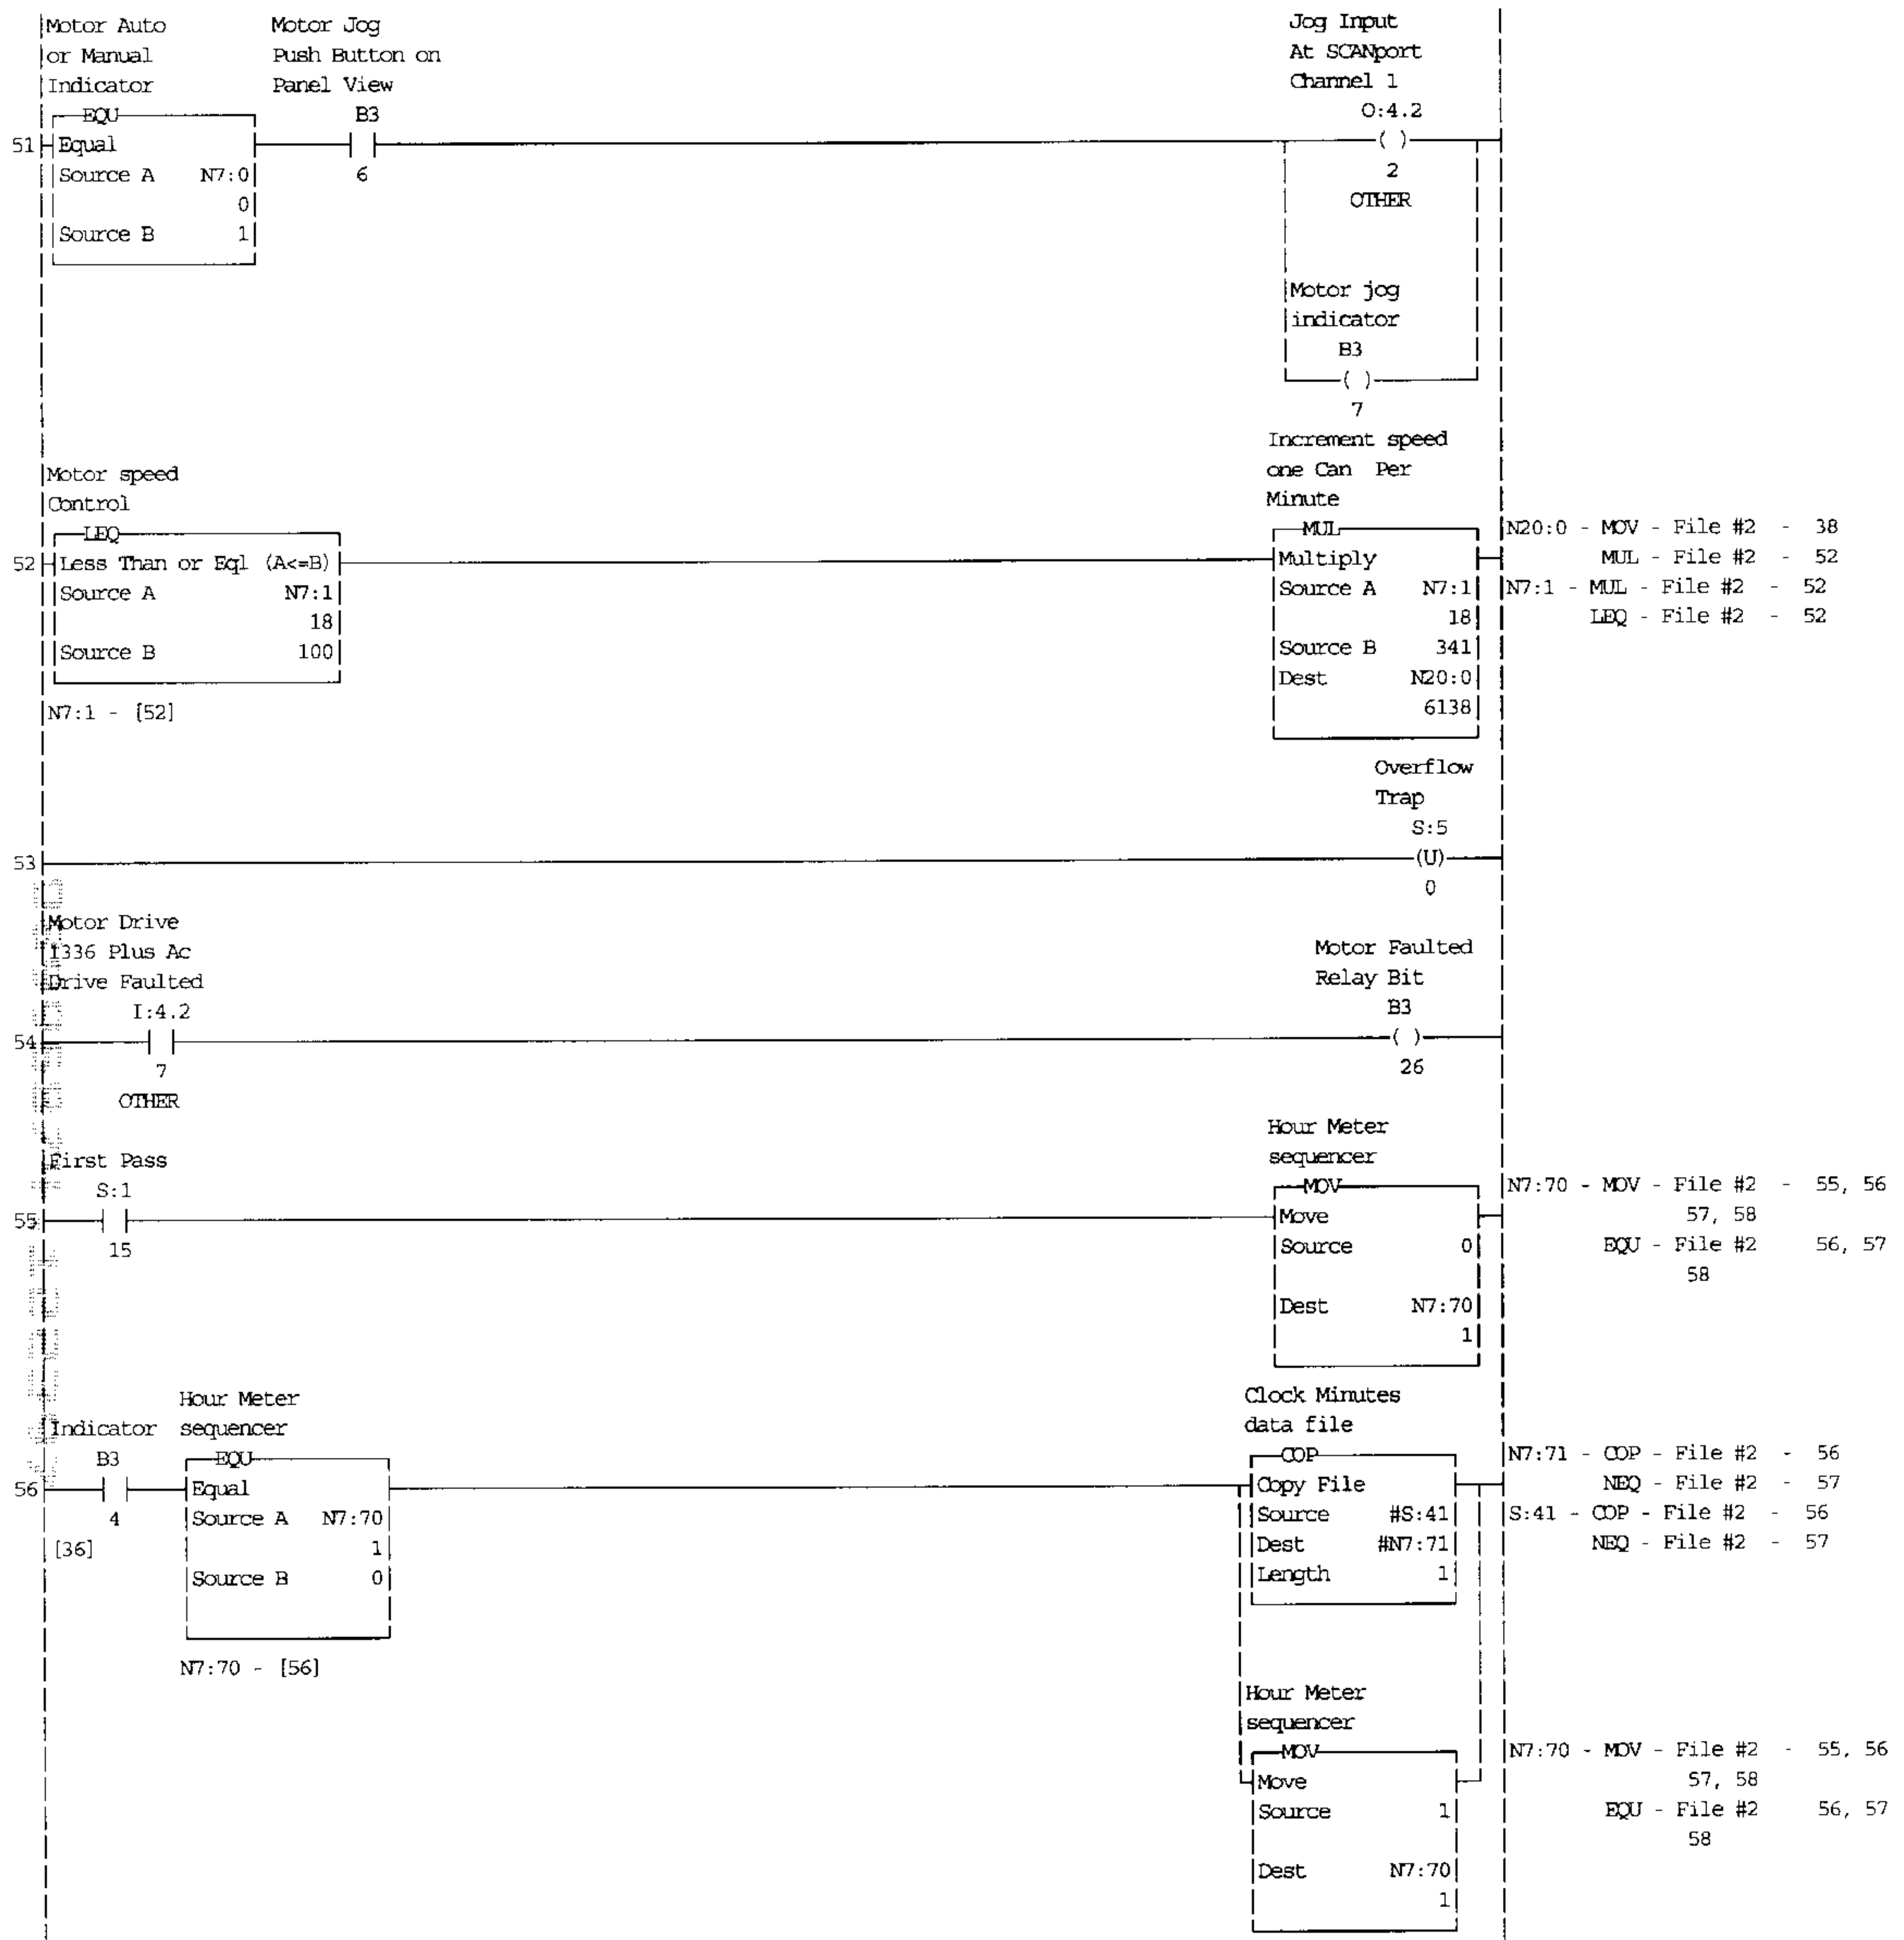 Motor Auto
or Manual
Indicator
Motor Jog
Push Button on
Panel View
Jog Input
At SCANport
Channel 1
EQU
B3
O:4.2
51
Equal
( )
Source A N7:0
6
2
0
OTHER
Source B 1
Motor jog
indicator
B3
( )
7
Motor speed
Control
Increment speed
one Can Per
Minute
LEQ
MUL
N20:0 - MOV - File #2 - 38
52
Less Than or Eql (A<=B)
Multiply
MUL - File #2 - 52
Source A N7:1
Source A N7:1
N7:1 - MUL - File #2 - 52
18
18
LEQ - File #2 - 52
Source B 100
Source B 341
Dest N20:0
N7:1 - [52]
6138
Overflow
Trap
S:5
53
(U)
0
Motor Drive
1336 Plus Ac
Drive Faulted
Motor Faulted
Relay Bit
I:4.2
B3
54
( )
7
26
OTHER
First Pass
Hour Meter
sequencer
S:1
MOV
N7:70 - MOV - File #2 - 55, 56
55
Move
57, 58
15
Source 0
EQU - File #2 56, 57
58
Dest N7:70
1
Indicator
Hour Meter
sequencer
Clock Minutes
data file
B3
EQU
COP
N7:71 - COP - File #2 - 56
56
Equal
Copy File
NEQ - File #2 - 57
4
Source A N7:70
Source #S:41
S:41 - COP - File #2 - 56
[36]
1
Dest #N7:71
NEQ - File #2 - 57
Source B 0
Length 1
N7:70 - [56]
Hour Meter
sequencer
MOV
N7:70 - MOV - File #2 - 55, 56
Move
57, 58
Source 1
EQU - File #2 56, 57
58
Dest N7:70
1